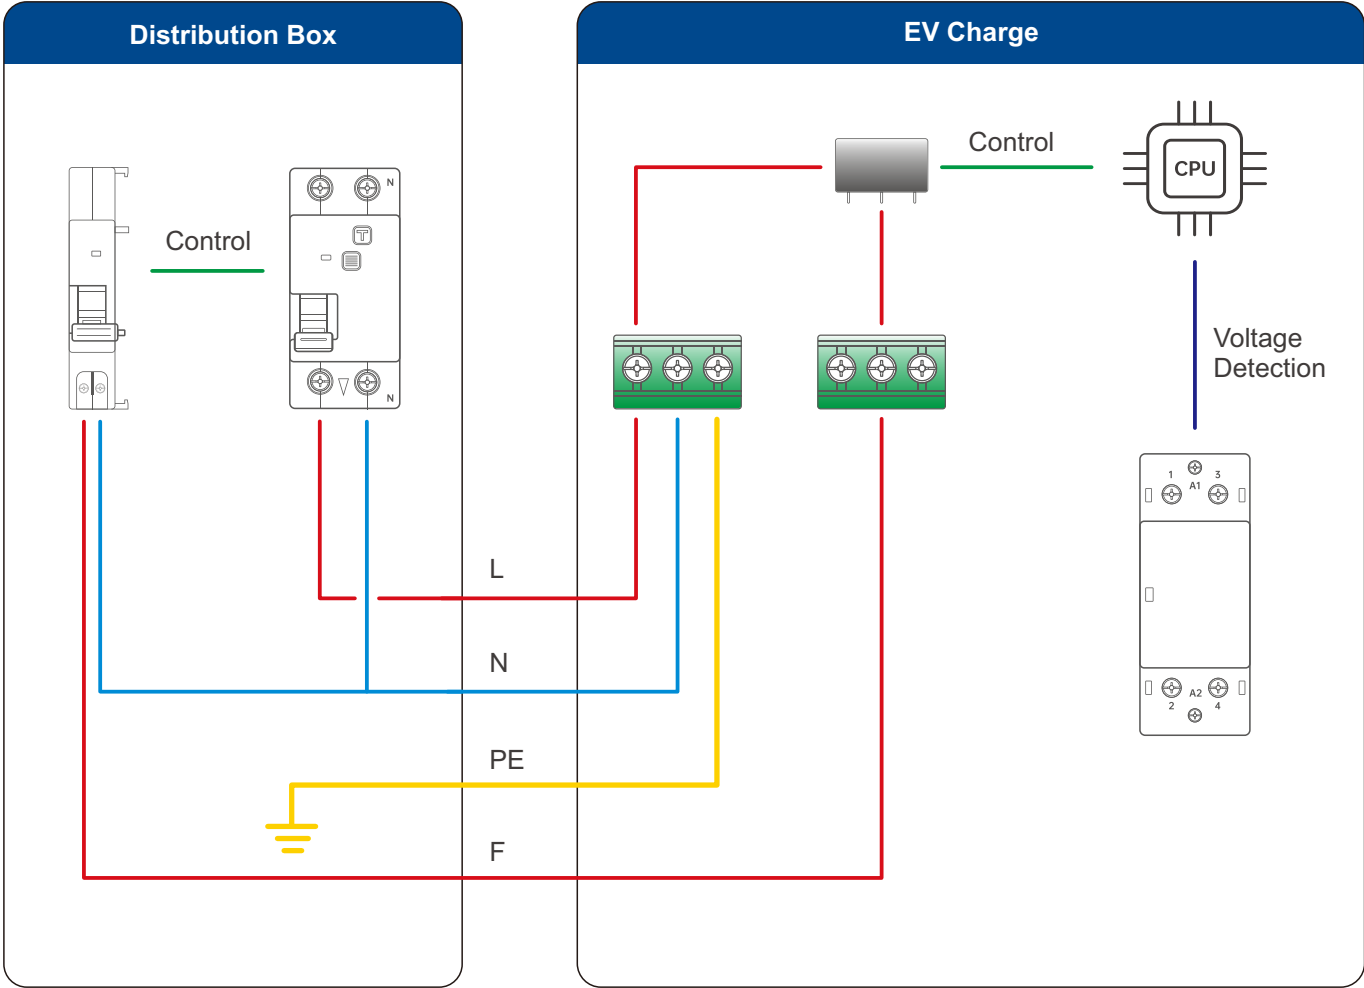 Distribution Box
EV Charge
Control
CPU
Control
N
T
N
Voltage
Detection
1
3
A1
L
N
A2
2
4
PE
F